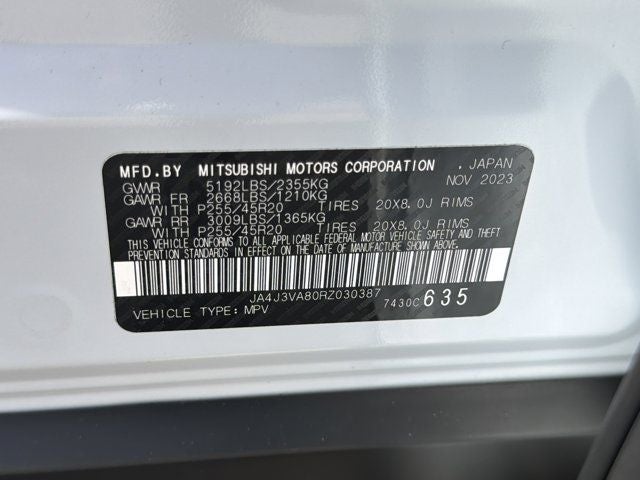 MFD.BY MITSUBISHI MOTORS CORPORATION , JAPAN
GVWR 5192LBS/2355KG NOV 2023
GAWR FR 2668LBS/1210KG
WITH P255/45R20 TIRES 20X8.0J RIMS
GAWR RR 3009LBS/1365KG
WITH P255/45R20 TIRES 20X8.0J RIMS
THIS VEHICLE CONFORMS TO ALL APPLICABLE FEDERAL MOTOR VEHICLE SAFETY AND THEFT
PREVENTION STANDARDS IN EFFECT ON THE DATE OF MANUFACTURE SHOWN ABOVE.
JA4J3VA80RZ030387
VEHICLE TYPE: MPV 7430C 635